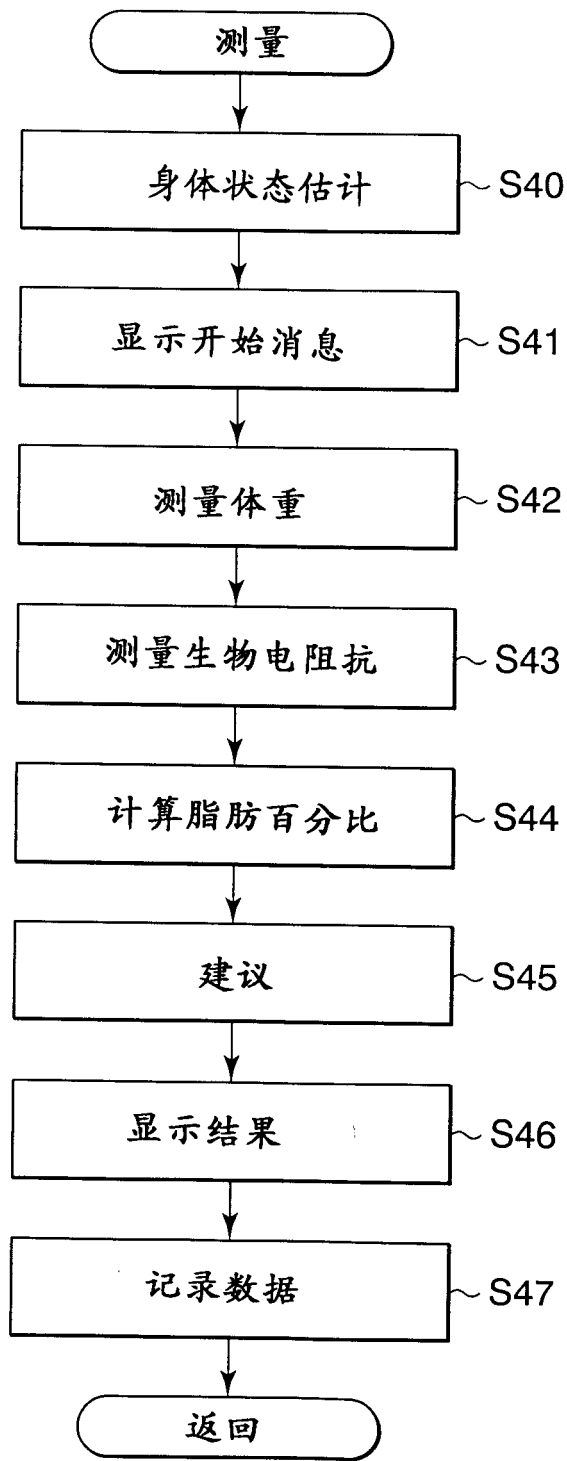 测量
身体状态估计 S40
显示开始消息 S41
测量体重 S42
测量生物电阻抗 S43
计算脂肪百分比 S44
建议 S45
显示结果 S46
记录数据 S47
返回